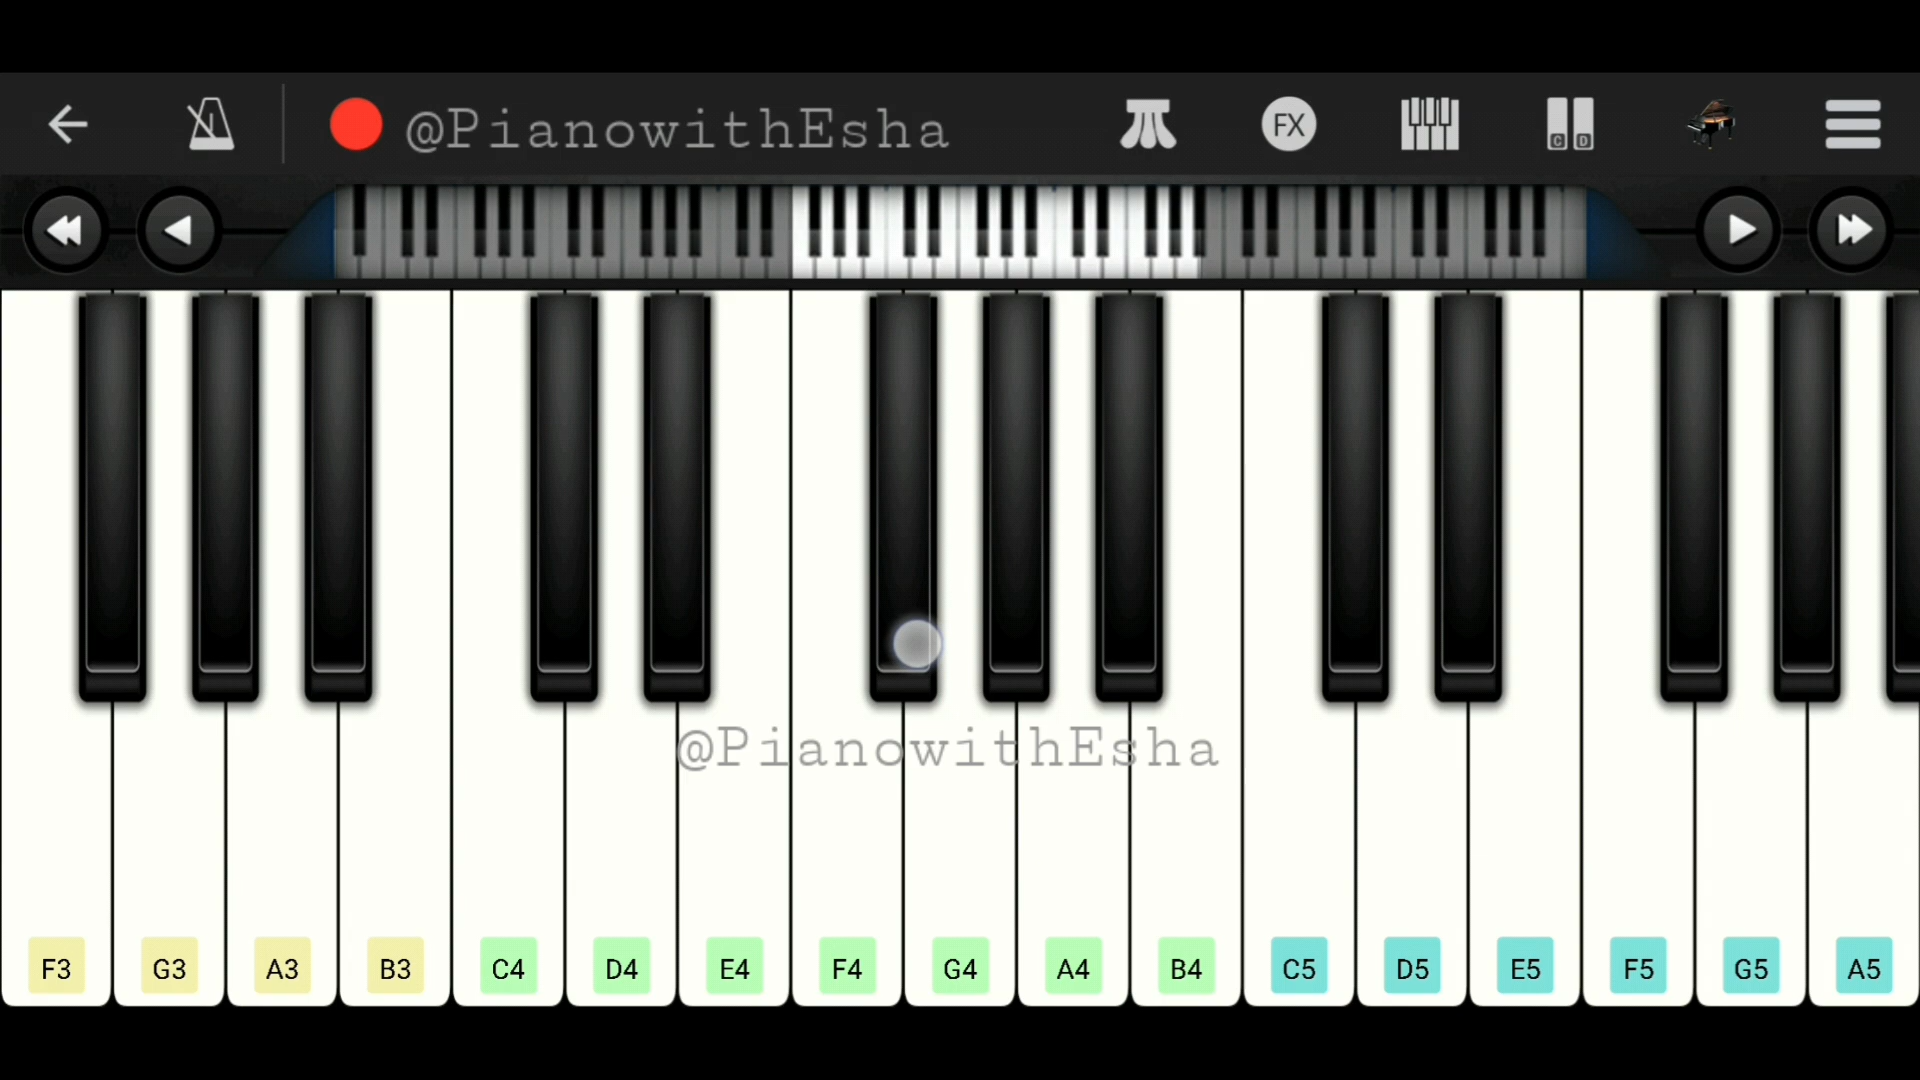 @PianowithEsha
FX
C D
@PianowithEsha
F3 G3 A3 B3 C4 D4 E4 F4 G4 A4 B4 C5 D5 E5 F5 G5 A5